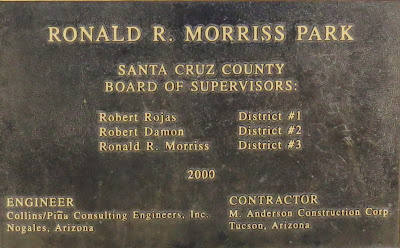 RONALD R. MORRISS PARK
SANTA CRUZ COUNTY
BOARD OF SUPERVISORS:
Robert Rojas District #1
Robert Damon District #2
Ronald R. Morriss District #3
2000
ENGINEER
Collins/Piña Consulting Engineers, Inc.
Nogales, Arizona
CONTRACTOR
M. Anderson Construction Corp
Tucson, Arizona